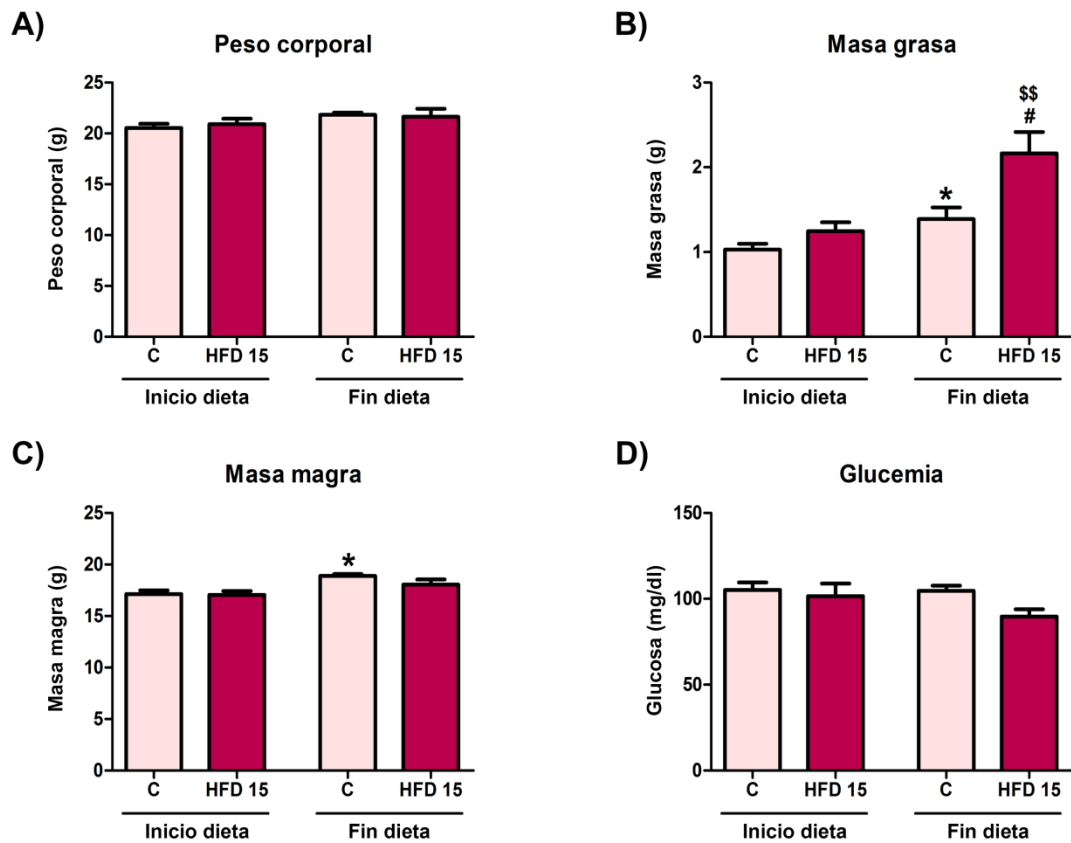 A)
Peso corporal
Peso corporal (g)
25
20
15
10
5
0
C HFD 15 C HFD 15
Inicio dieta Fin dieta
B)
Masa grasa
Masa grasa (g)
3
2
1
0
$$
#
*
C HFD 15 C HFD 15
Inicio dieta Fin dieta
C)
Masa magra
Masa magra (g)
25
20
15
10
5
0
*
C HFD 15 C HFD 15
Inicio dieta Fin dieta
D)
Glucemia
Glucosa (mg/dl)
150
100
50
0
C HFD 15 C HFD 15
Inicio dieta Fin dieta